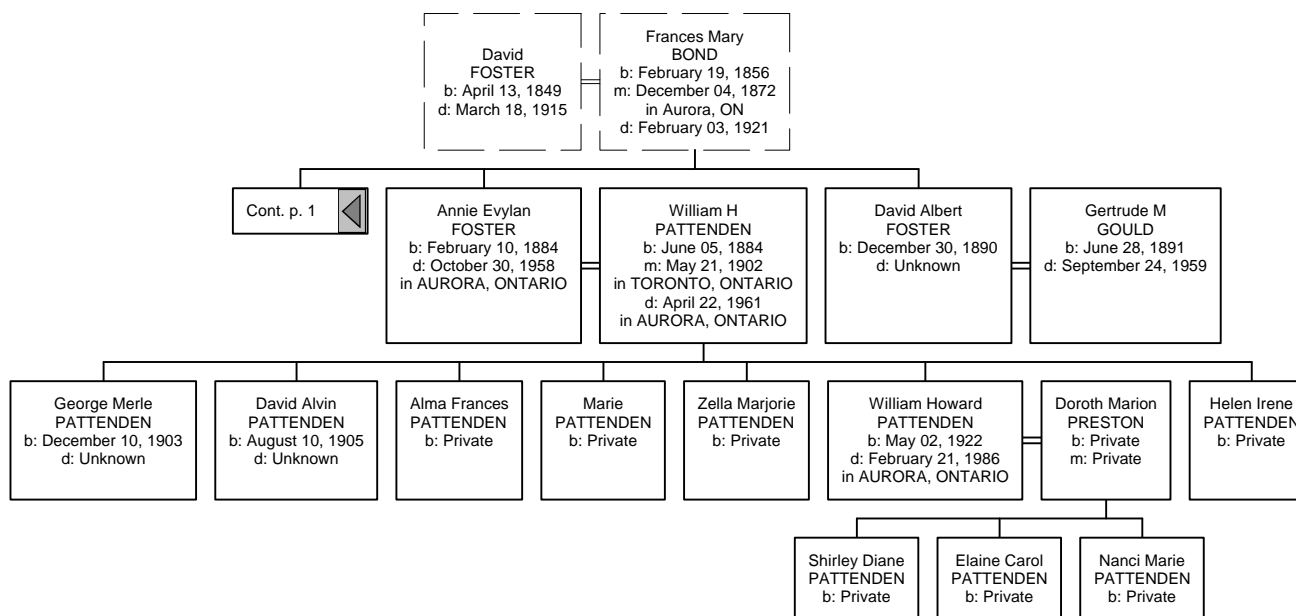 David
FOSTER
b: April 13, 1849
d: March 18, 1915
Frances Mary
BOND
b: February 19, 1856
m: December 04, 1872
in Aurora, ON
d: February 03, 1921
Cont. p. 1
Annie Evylan
FOSTER
b: February 10, 1884
d: October 30, 1958
in AURORA, ONTARIO
William H
PATTENDEN
b: June 05, 1884
m: May 21, 1902
in TORONTO, ONTARIO
d: April 22, 1961
in AURORA, ONTARIO
David Albert
FOSTER
b: December 30, 1890
d: Unknown
Gertrude M
GOULD
b: June 28, 1891
d: September 24, 1959
George Merle
PATTENDEN
b: December 10, 1903
d: Unknown
David Alvin
PATTENDEN
b: August 10, 1905
d: Unknown
Alma Frances
PATTENDEN
b: Private
Marie
PATTENDEN
b: Private
Zella Marjorie
PATTENDEN
b: Private
William Howard
PATTENDEN
b: May 02, 1922
d: February 21, 1986
in AURORA, ONTARIO
Doroth Marion
PRESTON
b: Private
m: Private
Helen Irene
PATTENDEN
b: Private
Shirley Diane
PATTENDEN
b: Private
Elaine Carol
PATTENDEN
b: Private
Nanci Marie
PATTENDEN
b: Private